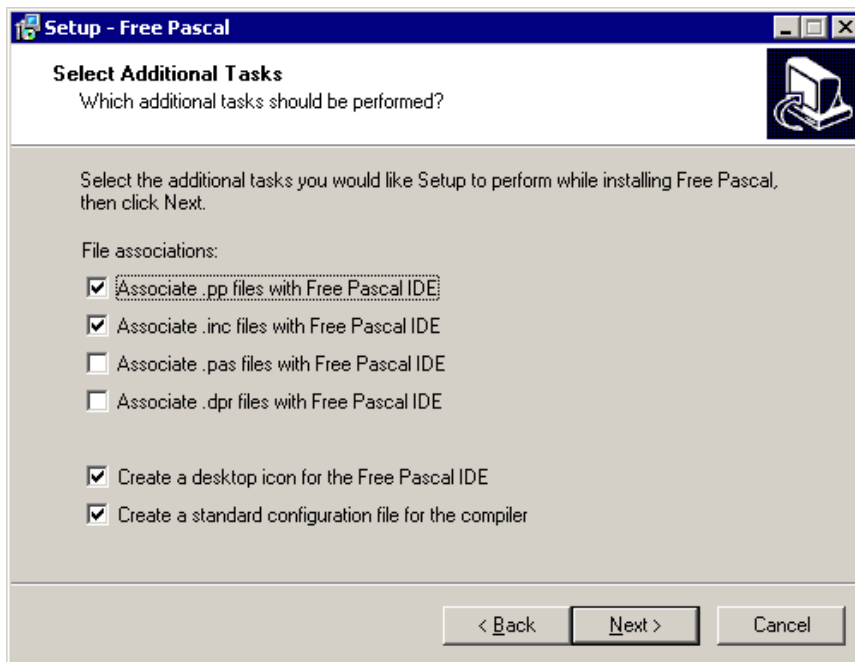 Setup - Free Pascal
Select Additional Tasks
Which additional tasks should be performed?
Select the additional tasks you would like Setup to perform while installing Free Pascal,
then click Next.
File associations:
Associate .pp files with Free Pascal IDE
Associate .inc files with Free Pascal IDE
Associate .pas files with Free Pascal IDE
Associate .dpr files with Free Pascal IDE
Create a desktop icon for the Free Pascal IDE
Create a standard configuration file for the compiler
< Back Next > Cancel